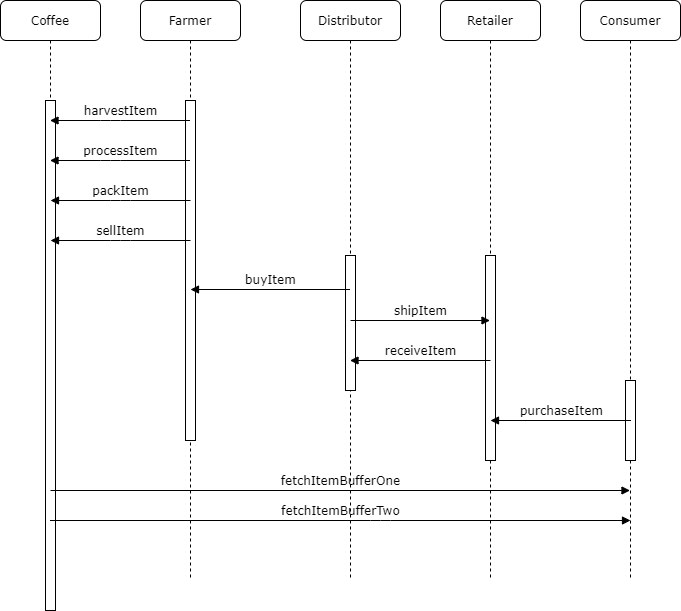 Coffee
Farmer
Distributor
Retailer
Consumer
harvestItem
processItem
packItem
sellItem
buyItem
shipItem
receiveItem
purchaseItem
fetchItemBufferOne
fetchItemBufferTwo